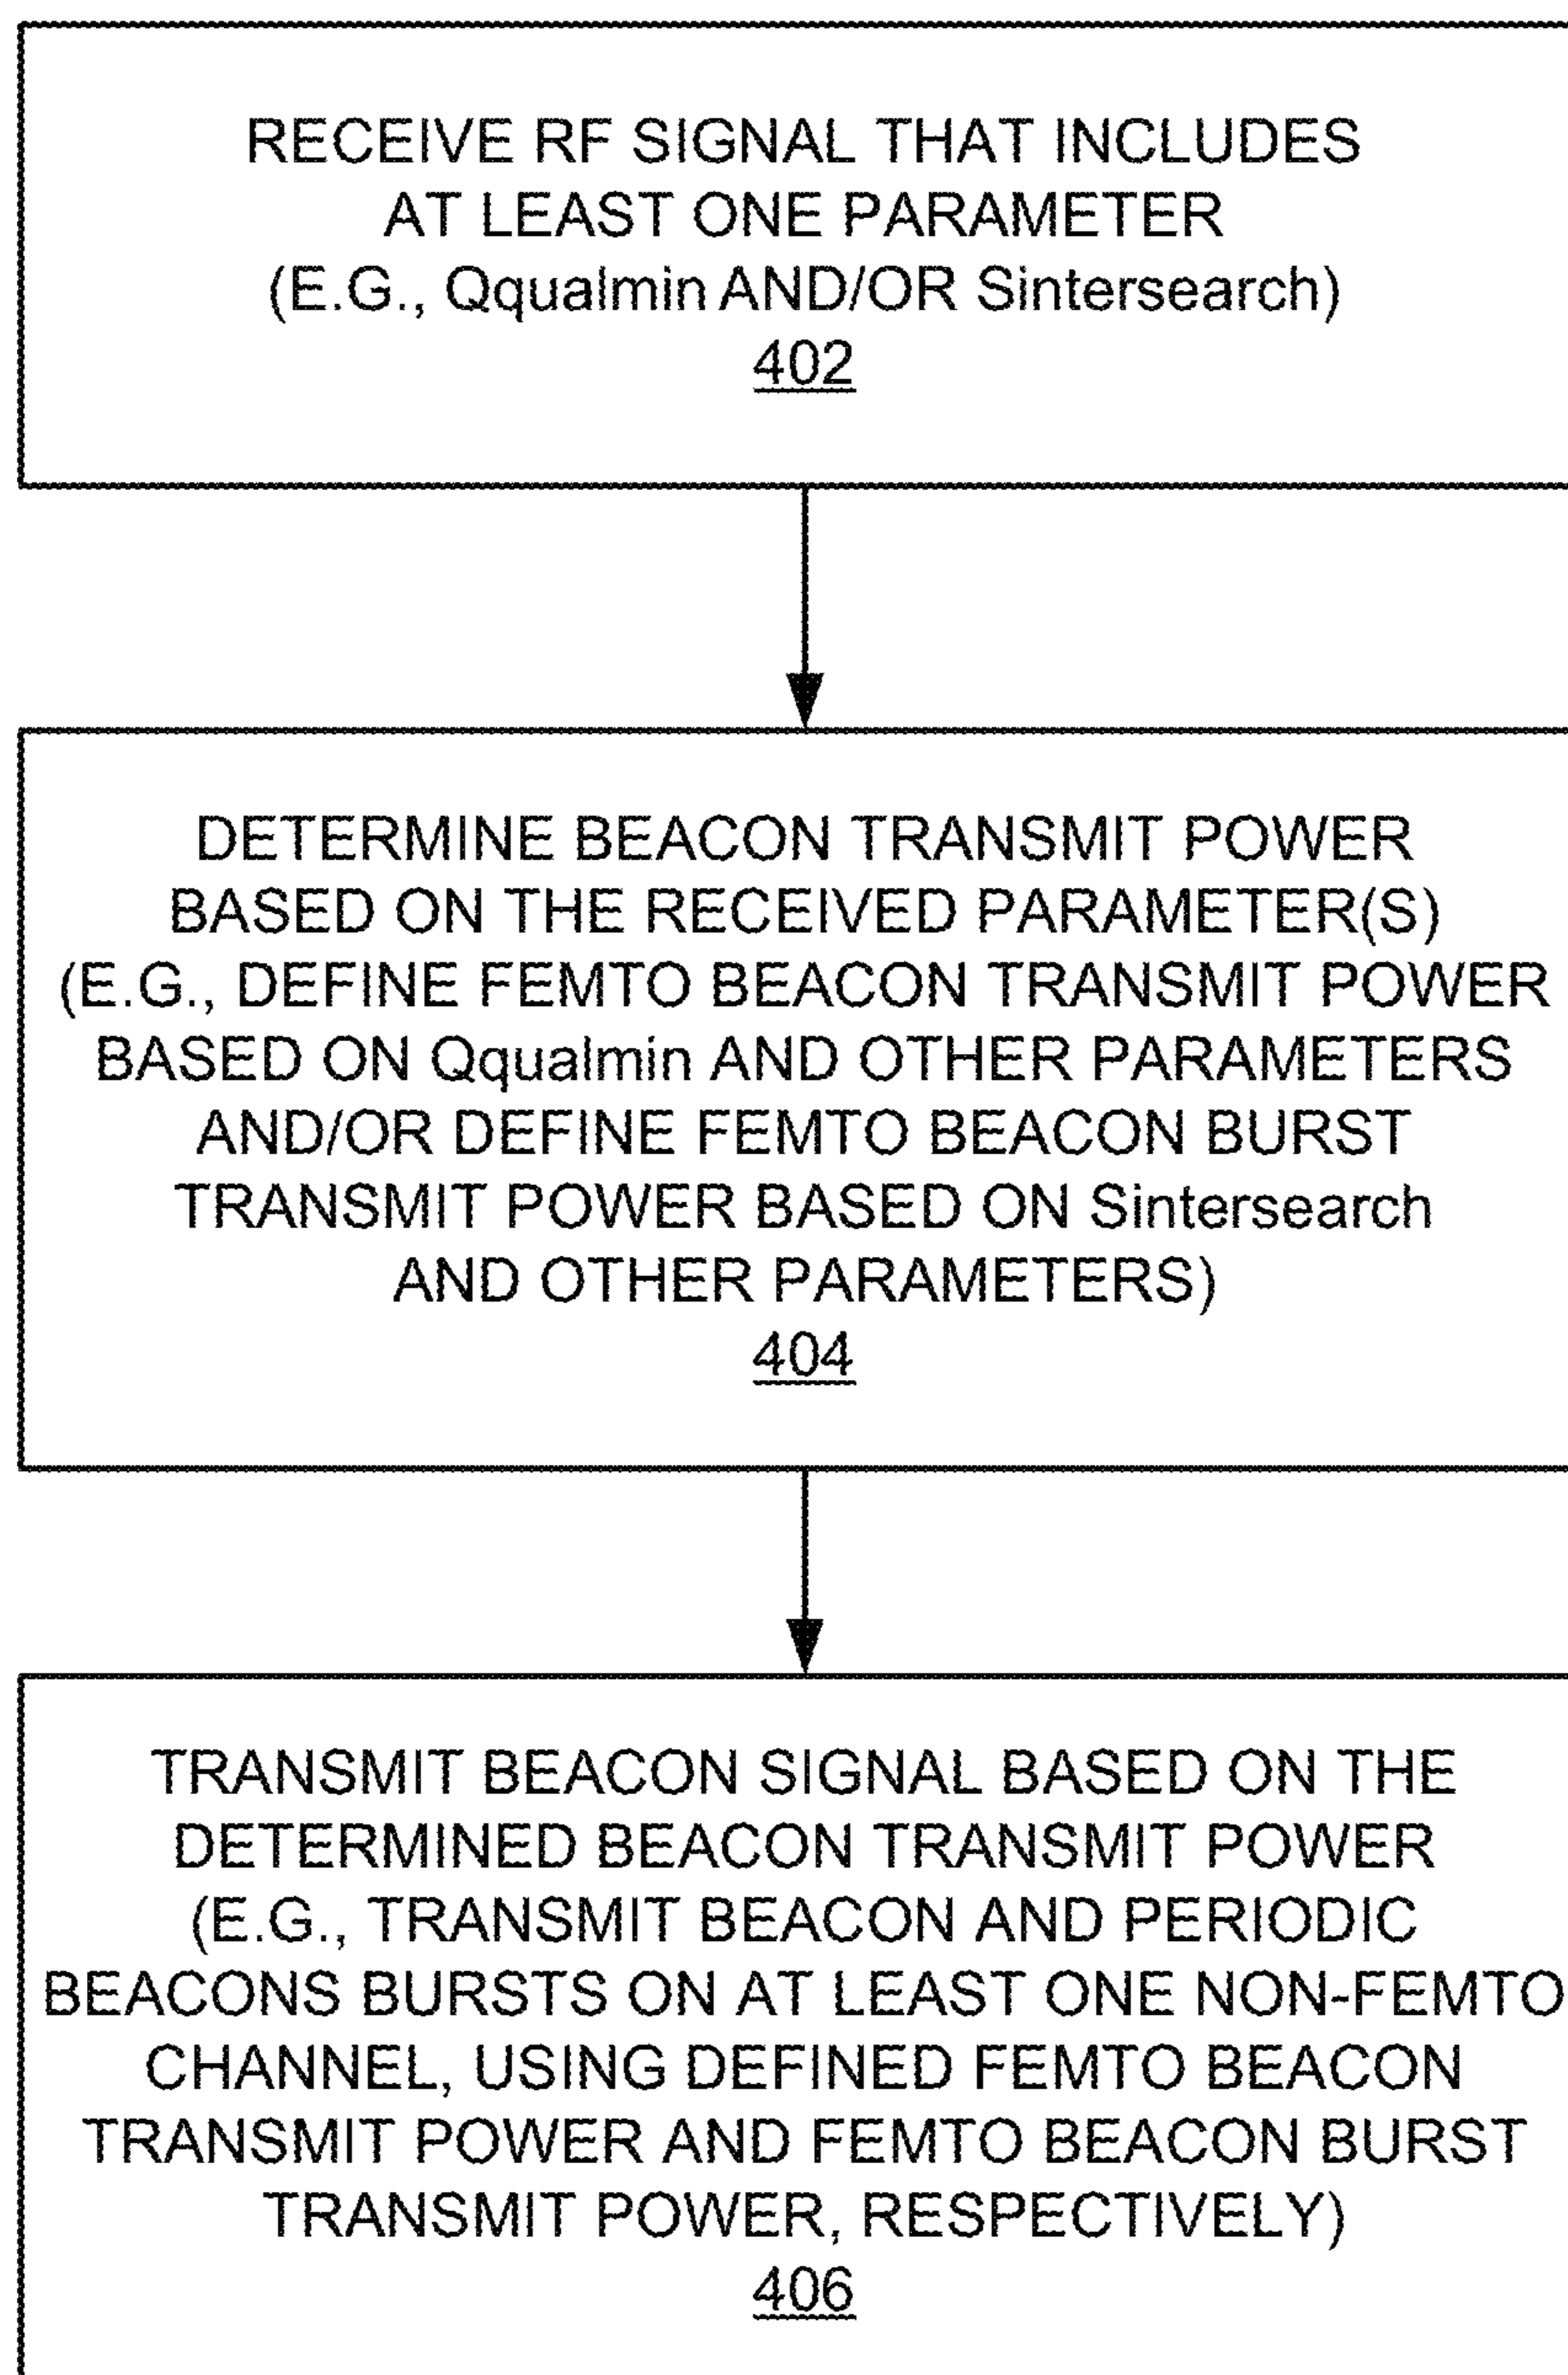 RECEIVE RF SIGNAL THAT INCLUDES
AT LEAST ONE PARAMETER
(E.G., Qqualmin AND/OR Sintersearch)
402
DETERMINE BEACON TRANSMIT POWER
BASED ON THE RECEIVED PARAMETER(S)
(E.G., DEFINE FEMTO BEACON TRANSMIT POWER
BASED ON Qqualmin AND OTHER PARAMETERS
AND/OR DEFINE FEMTO BEACON BURST
TRANSMIT POWER BASED ON Sintersearch
AND OTHER PARAMETERS)
404
TRANSMIT BEACON SIGNAL BASED ON THE
DETERMINED BEACON TRANSMIT POWER
(E.G., TRANSMIT BEACON AND PERIODIC
BEACONS BURSTS ON AT LEAST ONE NON-FEMTO
CHANNEL, USING DEFINED FEMTO BEACON
TRANSMIT POWER AND FEMTO BEACON BURST
TRANSMIT POWER, RESPECTIVELY)
406